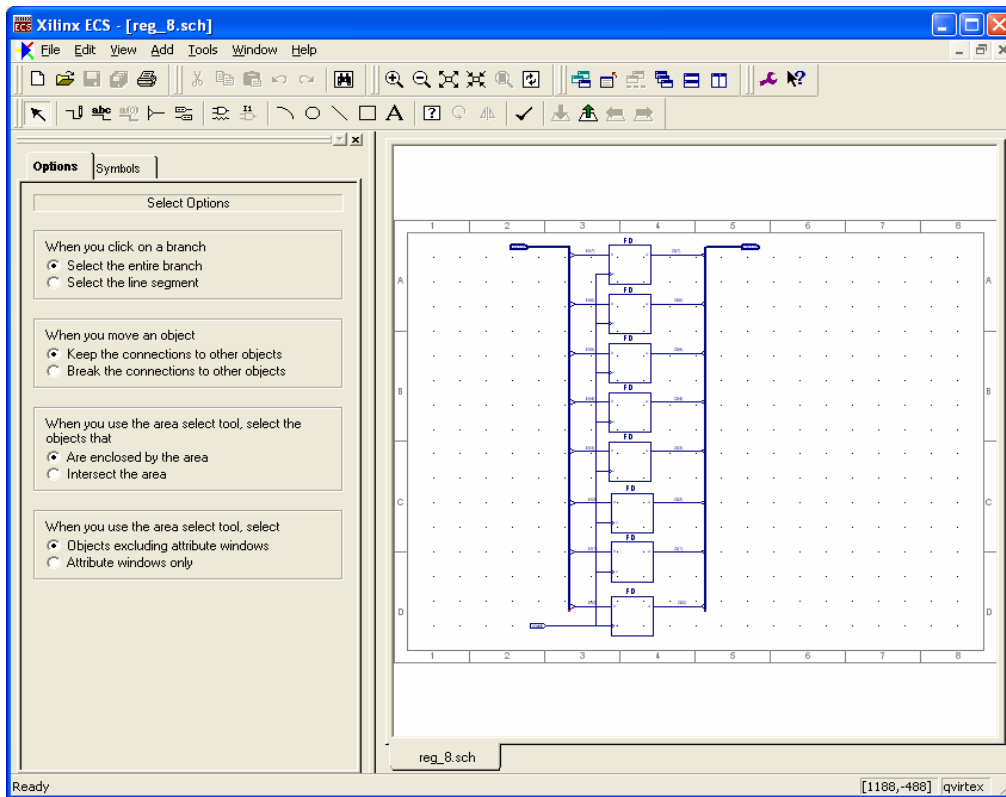 Xilinx ECS - [reg_8.sch]
File Edit View Add Tools Window Help
Options Symbols
Select Options
When you click on a branch
Select the entire branch
Select the line segment
When you move an object
Keep the connections to other objects
Break the connections to other objects
When you use the area select tool, select the
objects that
Are enclosed by the area
Intersect the area
When you use the area select tool, select
Objects excluding attribute windows
Attribute windows only
1 2 3 4 5 6 7 8
A A
B B
C C
D D
FD
FD
FD
FD
FD
FD
FD
FD
1 2 3 4 5 6 7 8
reg_8.sch
Ready [1188,-488] qvirtex